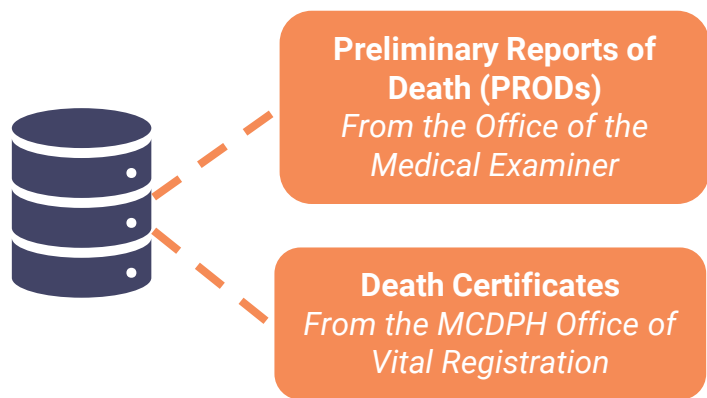 Preliminary Reports of
Death (PRODs)
From the Office of the
Medical Examiner
Death Certificates
From the MCDPH Office of
Vital Registration